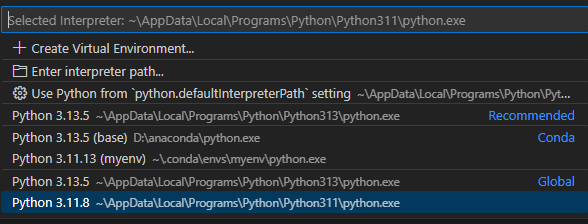 Selected Interpreter: ~\AppData\Local\Programs\Python\Python311\python.exe
+ Create Virtual Environment...
Enter interpreter path...
Use Python from `python.defaultInterpreterPath` setting ~\AppData\Local\Programs\Python\Pyt...
Python 3.13.5 ~\AppData\Local\Programs\Python\Python313\python.exe Recommended
Python 3.13.5 (base) D:\anaconda\python.exe Conda
Python 3.11.13 (myenv) ~\.conda\envs\myenv\python.exe
Python 3.13.5 ~\AppData\Local\Programs\Python\Python313\python.exe Global
Python 3.11.8 ~\AppData\Local\Programs\Python\Python311\python.exe